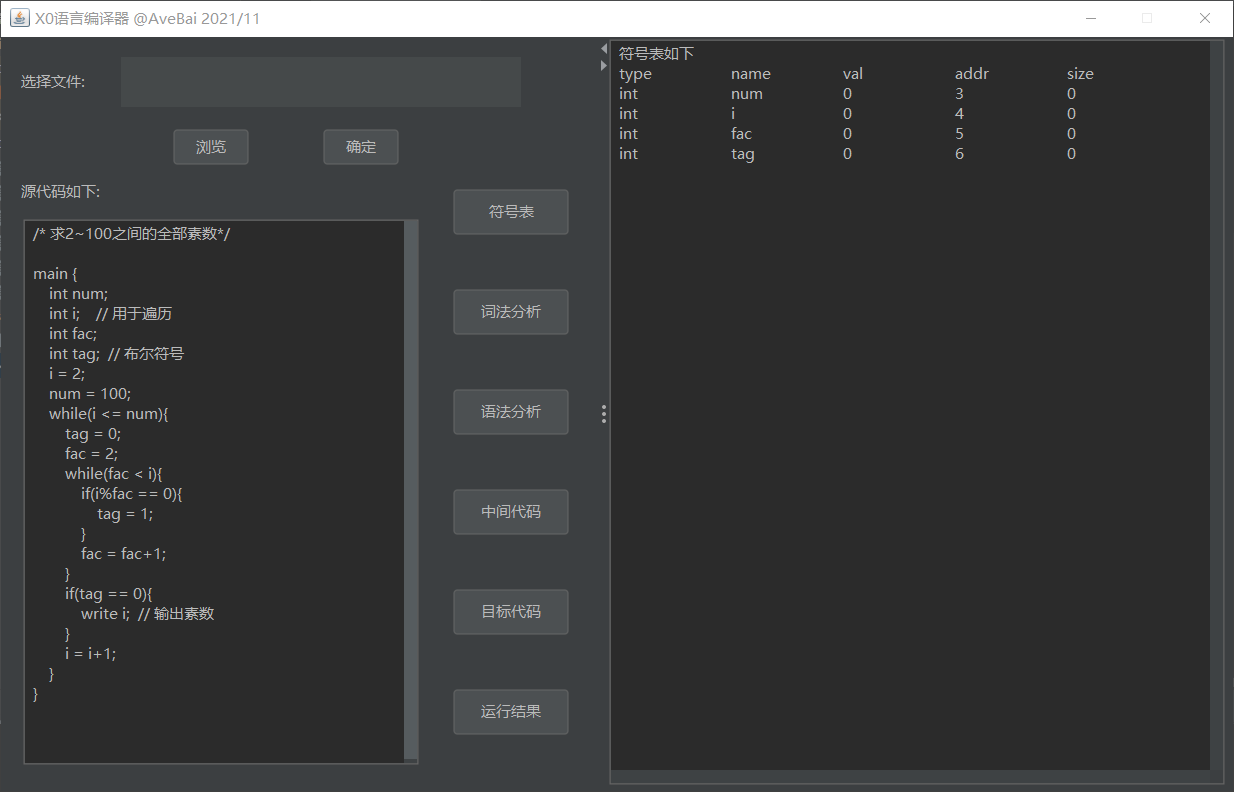 X0语言编译器 @AveBai 2021/11
选择文件:
浏览
确定
源代码如下:
/* 求2~100之间的全部素数*/
main {
    int num;
    int i;    // 用于遍历
    int fac;
    int tag;  // 布尔符号
    i = 2;
    num = 100;
    while(i <= num){
        tag = 0;
        fac = 2;
        while(fac < i){
            if(i%fac == 0){
                tag = 1;
            }
            fac = fac+1;
        }
        if(tag == 0){
            write i;  // 输出素数
        }
        i = i+1;
    }
}
符号表
词法分析
语法分析
中间代码
目标代码
运行结果
符号表如下
type name val addr size
int num 0 3 0
int i 0 4 0
int fac 0 5 0
int tag 0 6 0